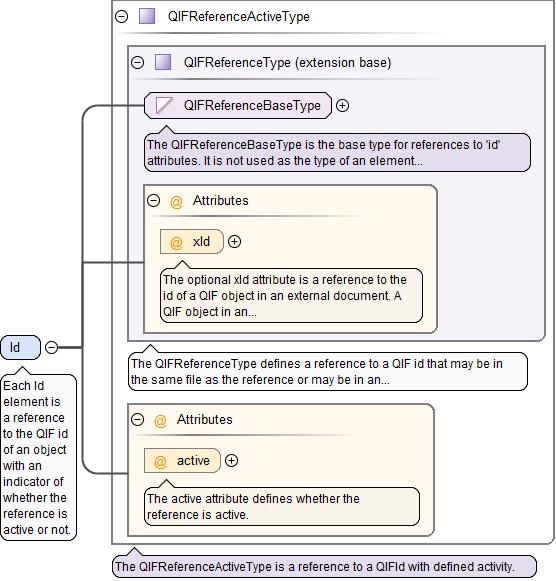 QIFReferenceActiveType
QIFReferenceType (extension base)
QIFReferenceBaseType
The QIFReferenceBaseType is the base type for references to 'id'
attributes. It is not used as the type of an element...
@ Attributes
@ xId
The optional xId attribute is a reference to the
id of a QIF object in an external document. A
QIF object in an...
The QIFReferenceType defines a reference to a QIF id that may be in
the same file as the reference or may be in an...
Id
Each Id
element is
a reference
to the QIF id
of an object
with an
indicator of
whether the
reference is
active or not.
@ Attributes
@ active
The active attribute defines whether the
reference is active.
The QIFReferenceActiveType is a reference to a QIFId with defined activity.